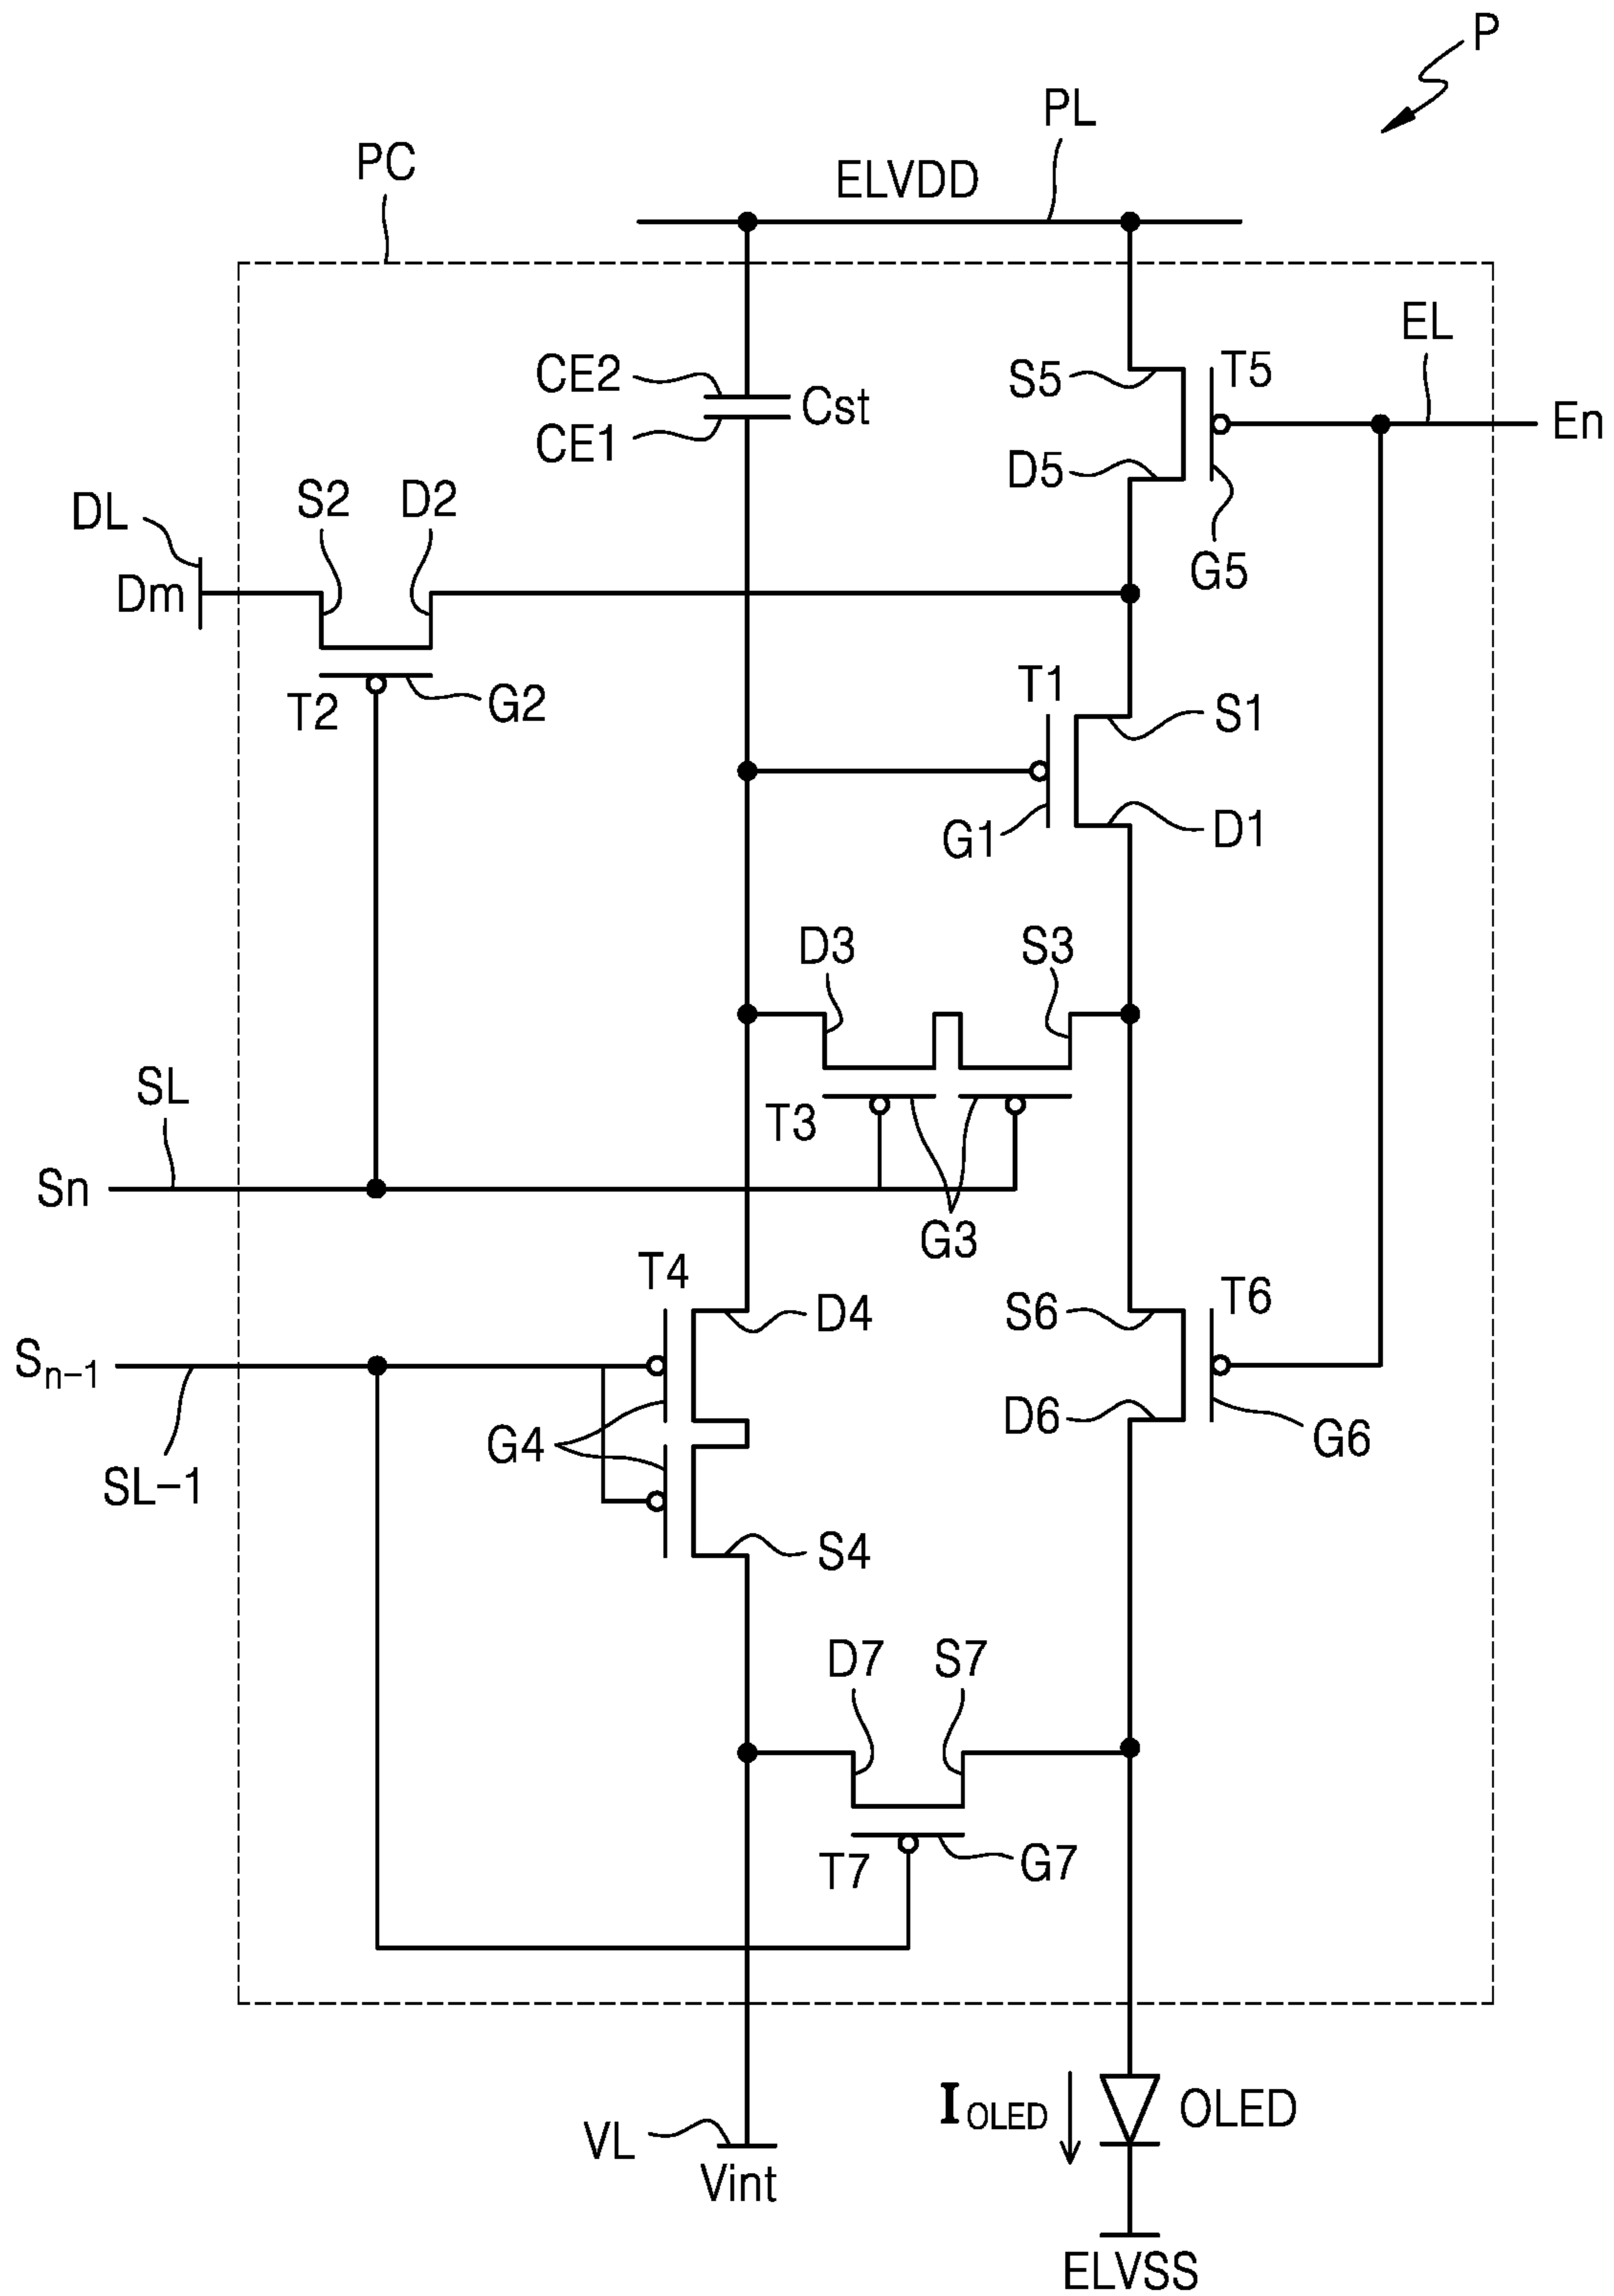 P
PL
PC
ELVDD
EL
CE2
S5
T5
Cst
En
CE1
D5
S2
D2
DL
G5
Dm
T1
G2
T2
S1
G1
D1
D3
S3
SL
T3
Sn
G3
T4
D4
S6
T6
Sn-1
D6
G4
G6
SL-1
S4
D7
S7
T7
G7
IOLED
OLED
VL
Vint
ELVSS